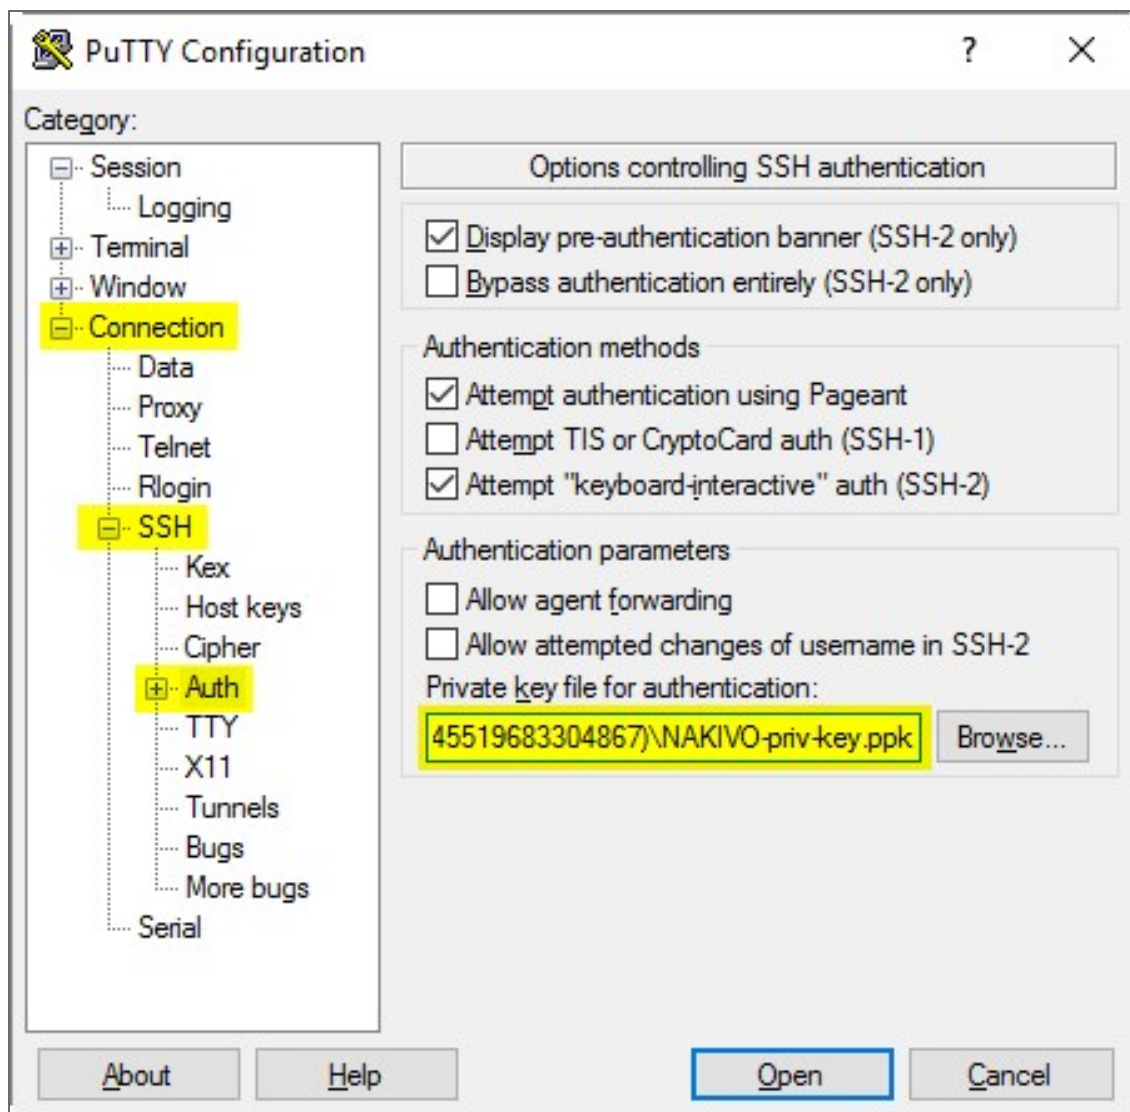 PuTTY Configuration
?
Category:
Session
Logging
Terminal
Window
Connection
Data
Proxy
Telnet
Rlogin
SSH
Kex
Host keys
Cipher
Auth
TTY
X11
Tunnels
Bugs
More bugs
Serial
Options controlling SSH authentication
Display pre-authentication banner (SSH-2 only)
Bypass authentication entirely (SSH-2 only)
Authentication methods
Attempt authentication using Pageant
Attempt TIS or CryptoCard auth (SSH-1)
Attempt "keyboard-interactive" auth (SSH-2)
Authentication parameters
Allow agent forwarding
Allow attempted changes of username in SSH-2
Private key file for authentication:
45519683304867)\NAKIVO-priv-key.ppk
Browse...
About
Help
Open
Cancel